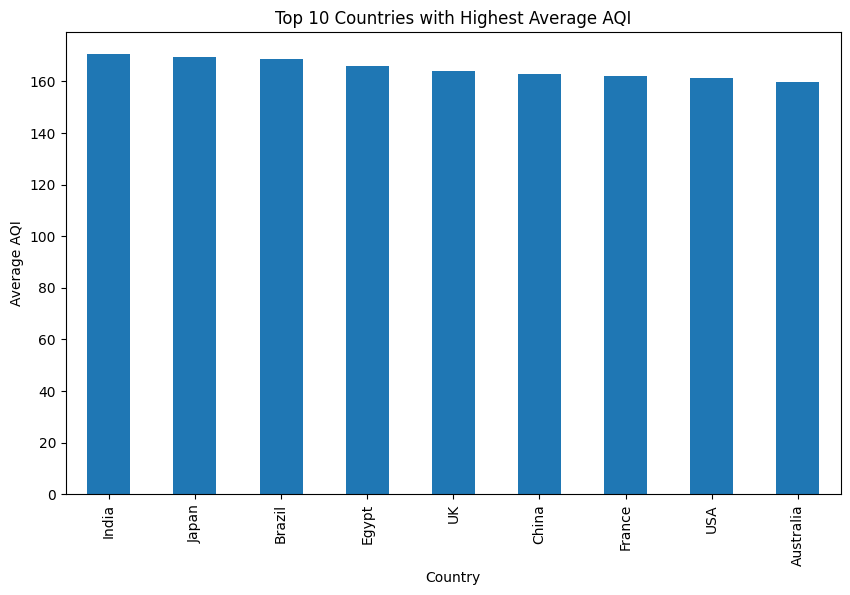 Top 10 Countries with Highest Average AQI
Average AQI
160
140
120
100
80
60
40
20
0
India
Japan
Brazil
Egypt
UK
China
France
USA
Australia
Country